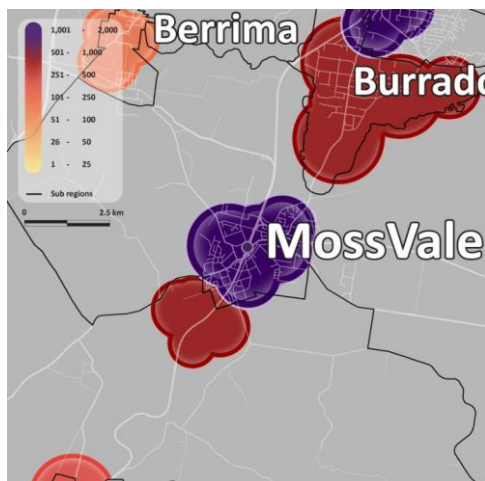 Berrima
1,001 - 2,000
501 - 1,000
251 - 500
101 - 250
51 - 100
26 - 50
1 - 25
Sub regions
0 2.5 km
Burrado
MossVale